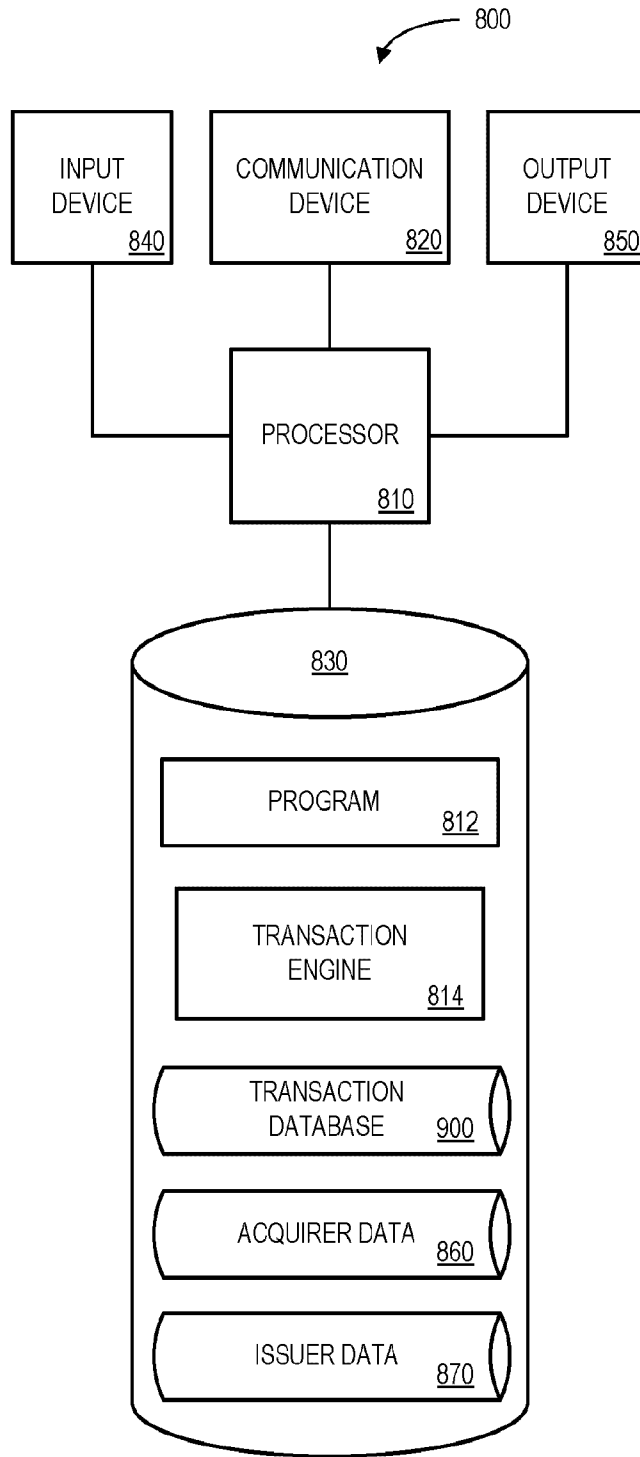 800
INPUT
DEVICE
840
COMMUNICATION
DEVICE
820
OUTPUT
DEVICE
850
PROCESSOR
810
830
PROGRAM
812
TRANSACTION
ENGINE
814
TRANSACTION
DATABASE
900
ACQUIRER DATA
860
ISSUER DATA
870